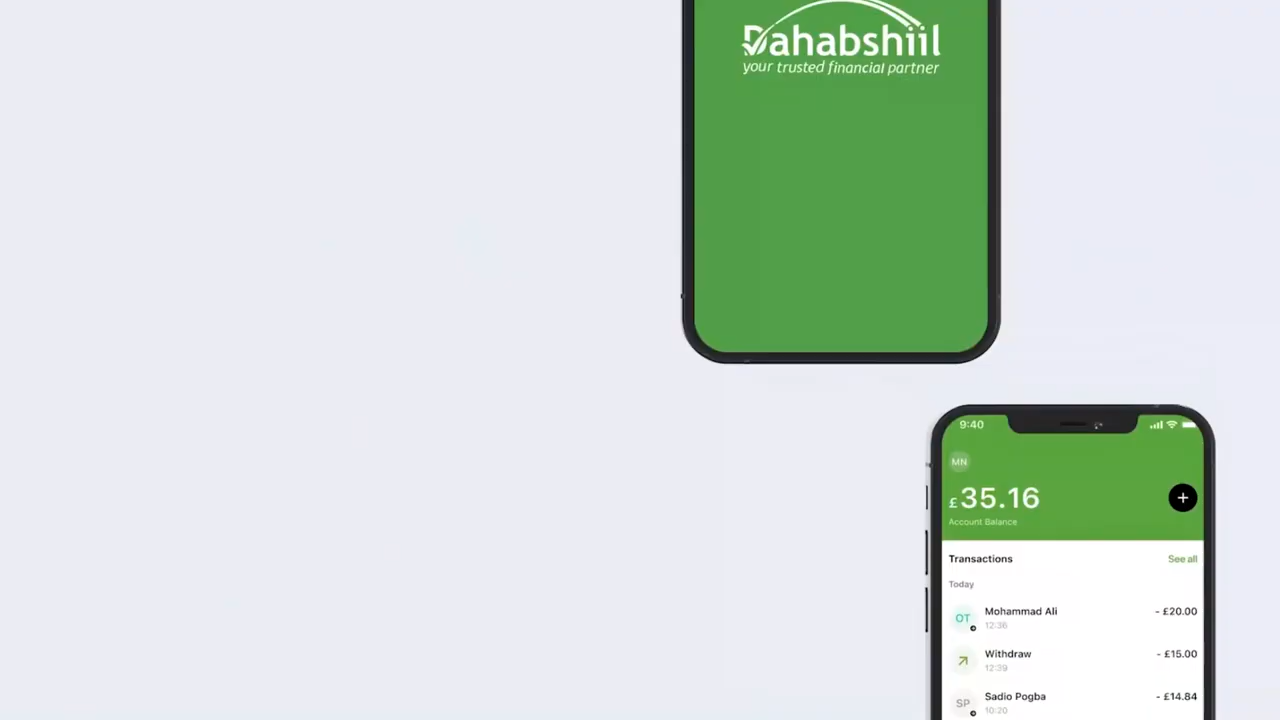 Dahabshiil
your trusted financial partner
9:40
MN
£35.16
Account Balance
Transactions
See all
Today
OT
Mohammad Ali
- £20.00
12:36
Withdraw
- £15.00
12:39
SP
Sadio Pogba
- £14.84
10:20